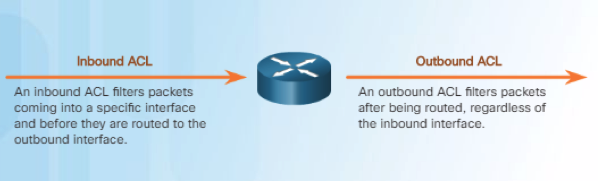 Inbound ACL
An inbound ACL filters packets
coming into a specific interface
and before they are routed to the
outbound interface.
Outbound ACL
An outbound ACL filters packets
after being routed, regardless of
the inbound interface.